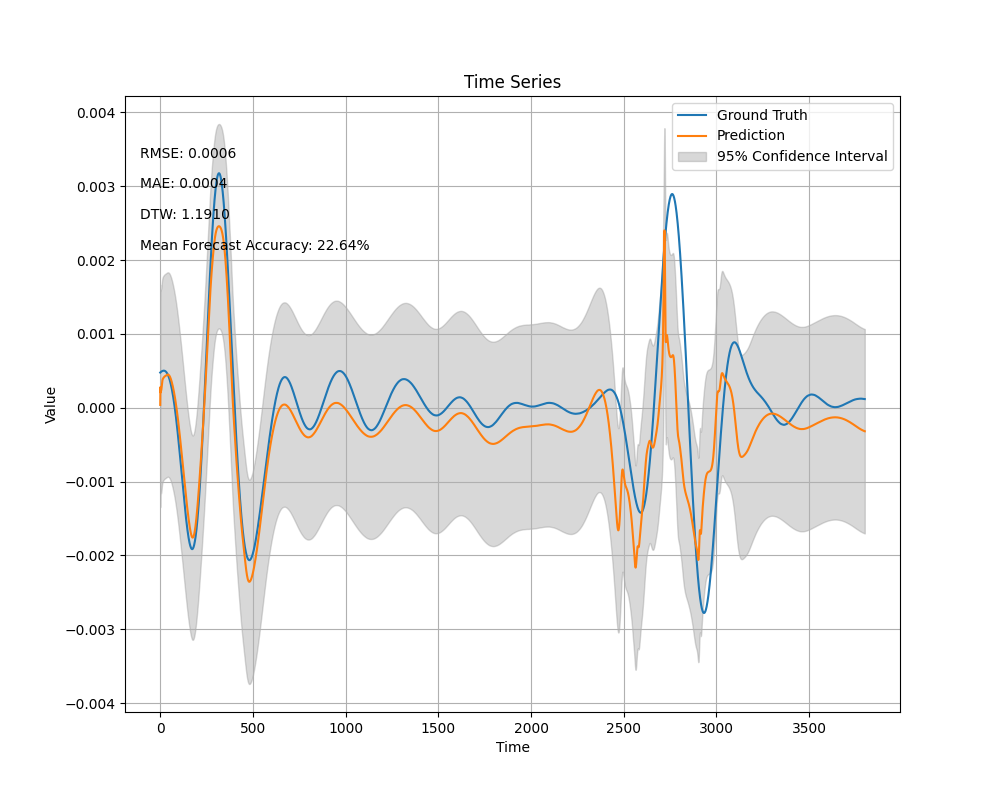 Time Series
0.004
0.003
0.002
0.001
0.000
−0.001
−0.002
−0.003
−0.004
Value
RMSE: 0.0006
MAE: 0.0004
DTW: 1.1910
Mean Forecast Accuracy: 22.64%
Ground Truth
Prediction
95% Confidence Interval
0 500 1000 1500 2000 2500 3000 3500
Time